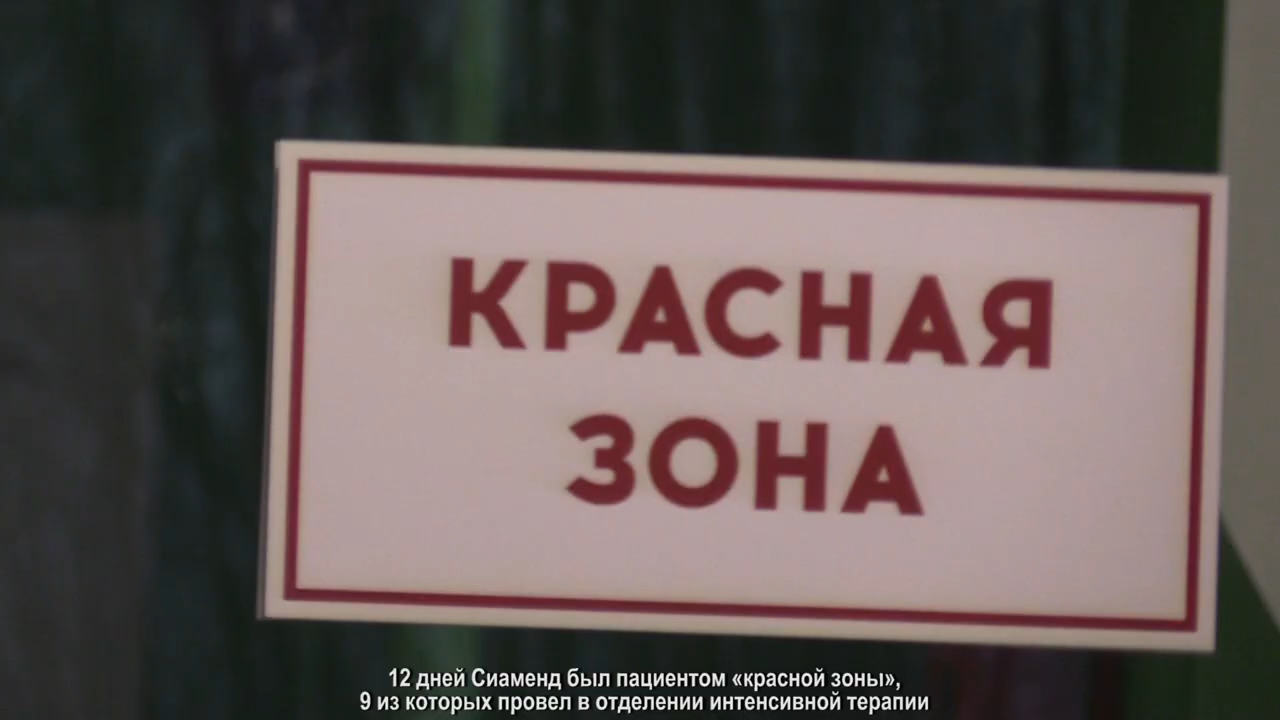 КРАСНАЯ
ЗОНА
12 дней Сиаменд был пациентом «красной зоны»,
9 из которых провел в отделении интенсивной терапии